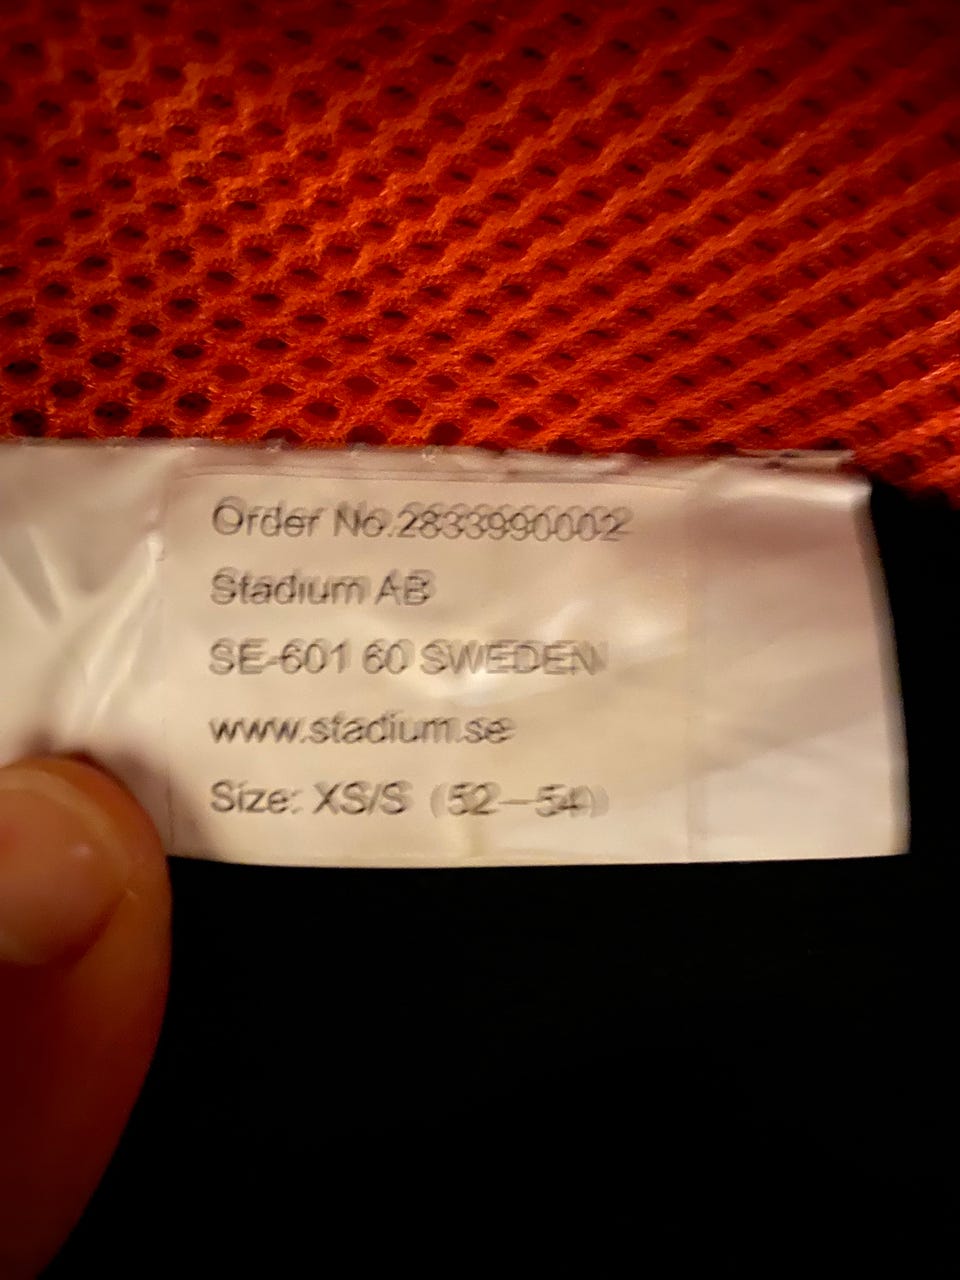 Order No.2833990002
Stadium AB
SE-601 60 SWEDEN
www.stadium.se
Size: XS/S (52—54)